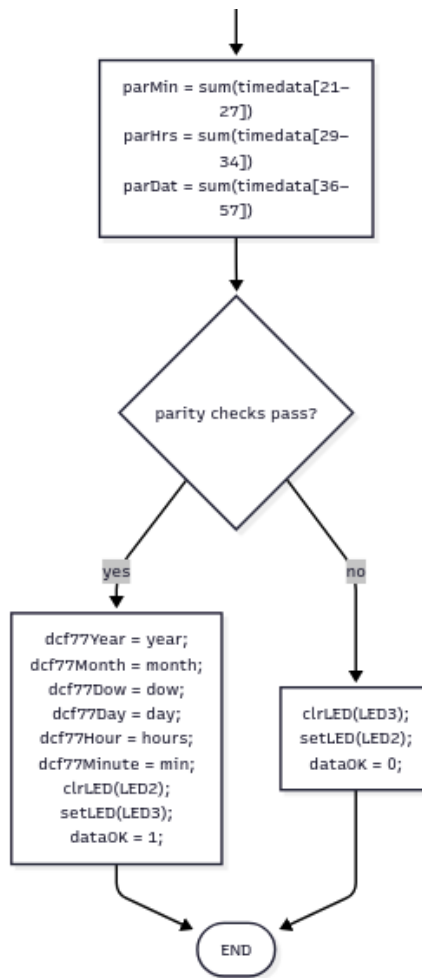 parMin = sum(timedata[21–
27])
parHrs = sum(timedata[29–
34])
parDat = sum(timedata[36–
57])
parity checks pass?
yes
no
dcf77Year = year;
dcf77Month = month;
dcf77Dow = dow;
dcf77Day = day;
dcf77Hour = hours;
dcf77Minute = min;
clrLED(LED2);
setLED(LED3);
dataOK = 1;
clrLED(LED3);
setLED(LED2);
dataOK = 0;
END